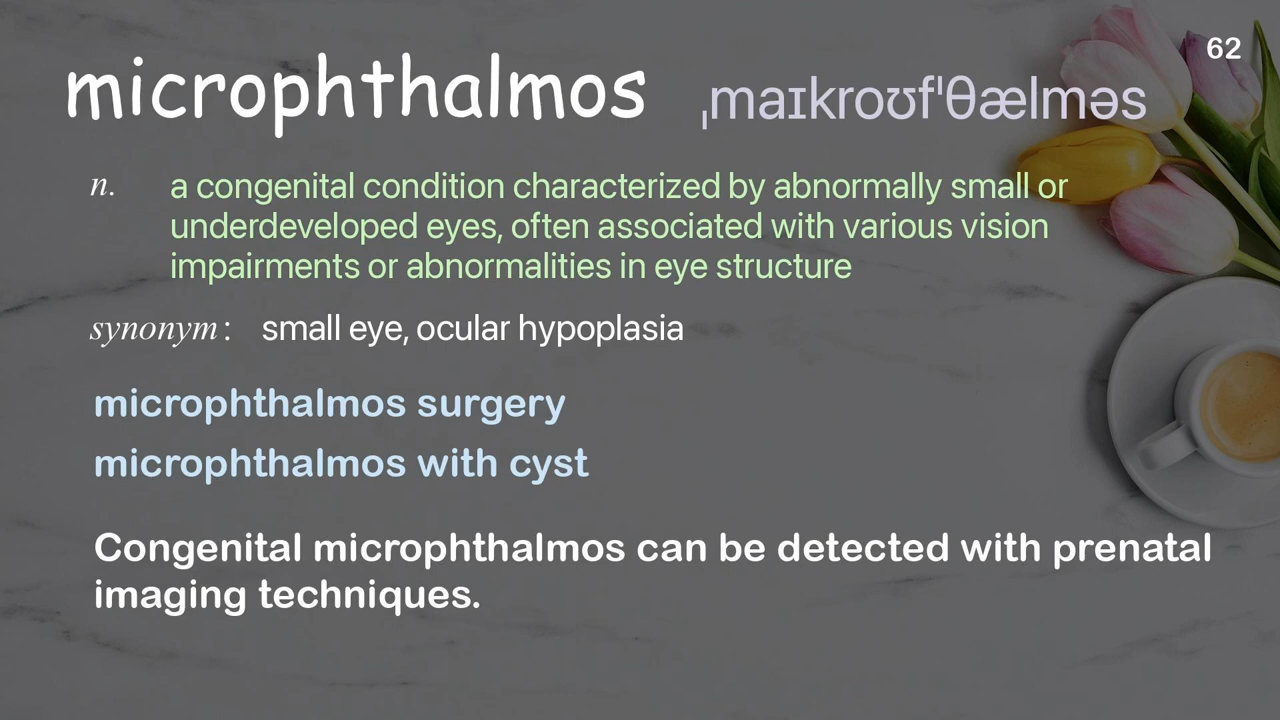 62
microphthalmos ˌmaɪkroʊf'θælməs
n. a congenital condition characterized by abnormally small or
underdeveloped eyes, often associated with various vision
impairments or abnormalities in eye structure
synonym: small eye, ocular hypoplasia
microphthalmos surgery
microphthalmos with cyst
Congenital microphthalmos can be detected with prenatal
imaging techniques.